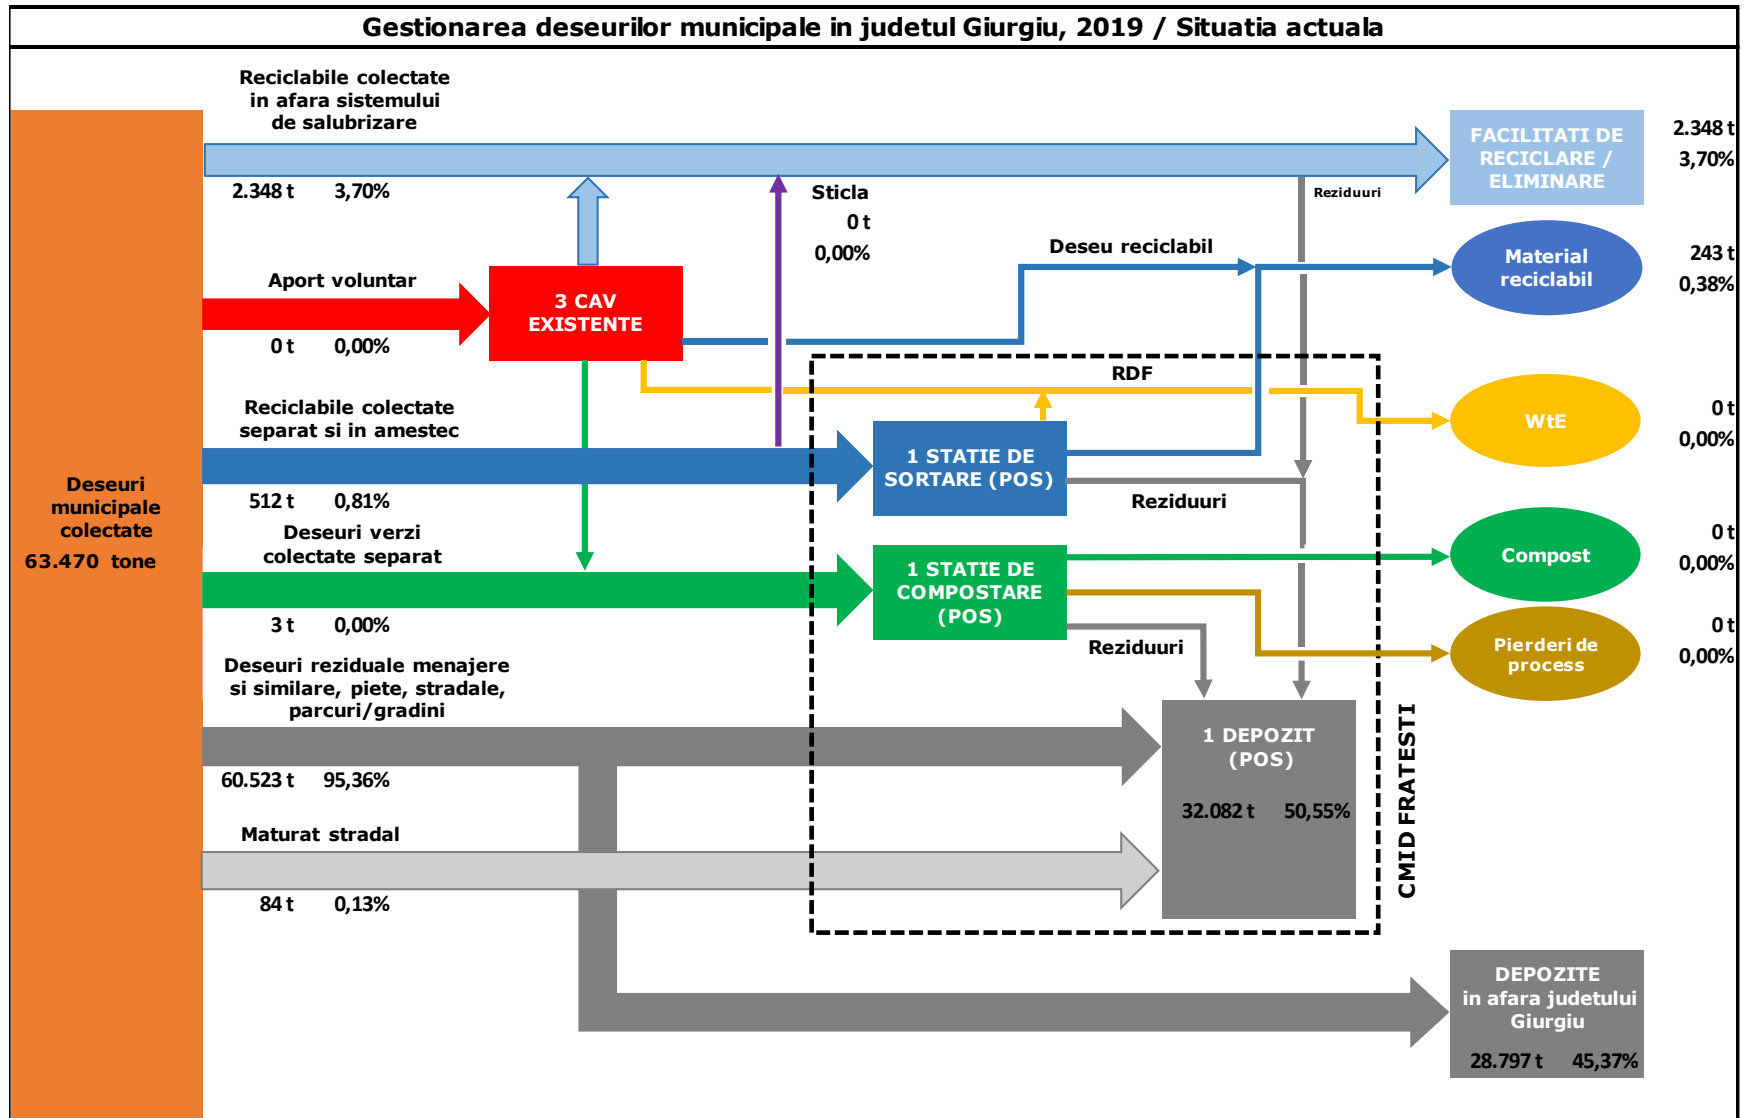 Gestionarea deseurilor municipale in judetul Giurgiu, 2019 / Situatia actuala
Reciclabile colectate
in afara sistemului
de salubrizare
2.348 t 3,70%
FACILITATI DE
RECICLARE /
ELIMINARE
2.348 t
3,70%
Sticla
0 t
0,00%
Reziduuri
Deseu reciclabil
Material
reciclabil
243 t
0,38%
Aport voluntar
0 t 0,00%
3 CAV
EXISTENTE
RDF
WtE
0 t
0,00%
Reciclabile colectate
separat si in amestec
512 t 0,81%
1 STATIE DE
SORTARE (POS)
Reziduuri
Deseuri
municipale
colectate
63.470 tone
Deseuri verzi
colectate separat
3 t 0,00%
1 STATIE DE
COMPOSTARE
(POS)
Reziduuri
Compost
0 t
0,00%
Pierderi de
process
0 t
0,00%
Deseuri reziduale menajere
si similare, piete, stradale,
parcuri/gradini
60.523 t 95,36%
1 DEPOZIT
(POS)
32.082 t 50,55%
CMID FRATESTI
Maturat stradal
84 t 0,13%
DEPOZITE
in afara judetului
Giurgiu
28.797 t 45,37%